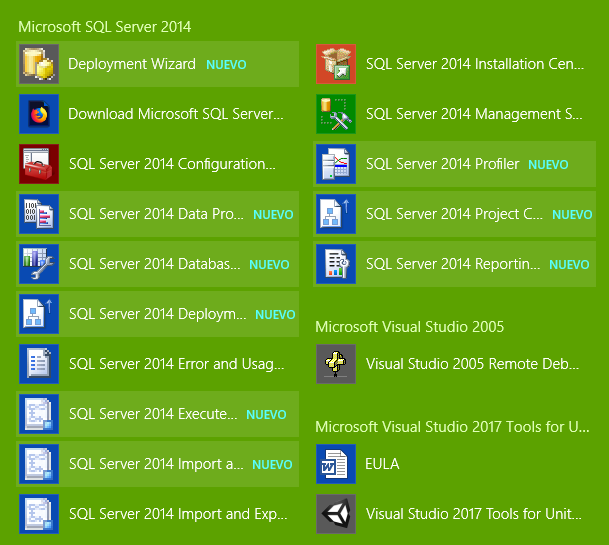 Microsoft SQL Server 2014
Deployment Wizard NUEVO
Download Microsoft SQL Server...
SQL Server 2014 Configuration...
SQL Server 2014 Data Pro... NUEVO
SQL Server 2014 Databas... NUEVO
SQL Server 2014 Deploym... NUEVO
SQL Server 2014 Error and Usag...
SQL Server 2014 Execute... NUEVO
SQL Server 2014 Import a... NUEVO
SQL Server 2014 Import and Exp...
SQL Server 2014 Installation Cen...
SQL Server 2014 Management S...
SQL Server 2014 Profiler NUEVO
SQL Server 2014 Project C... NUEVO
SQL Server 2014 Reportin... NUEVO
Microsoft Visual Studio 2005
Visual Studio 2005 Remote Deb...
Microsoft Visual Studio 2017 Tools for U...
EULA
Visual Studio 2017 Tools for Unit...